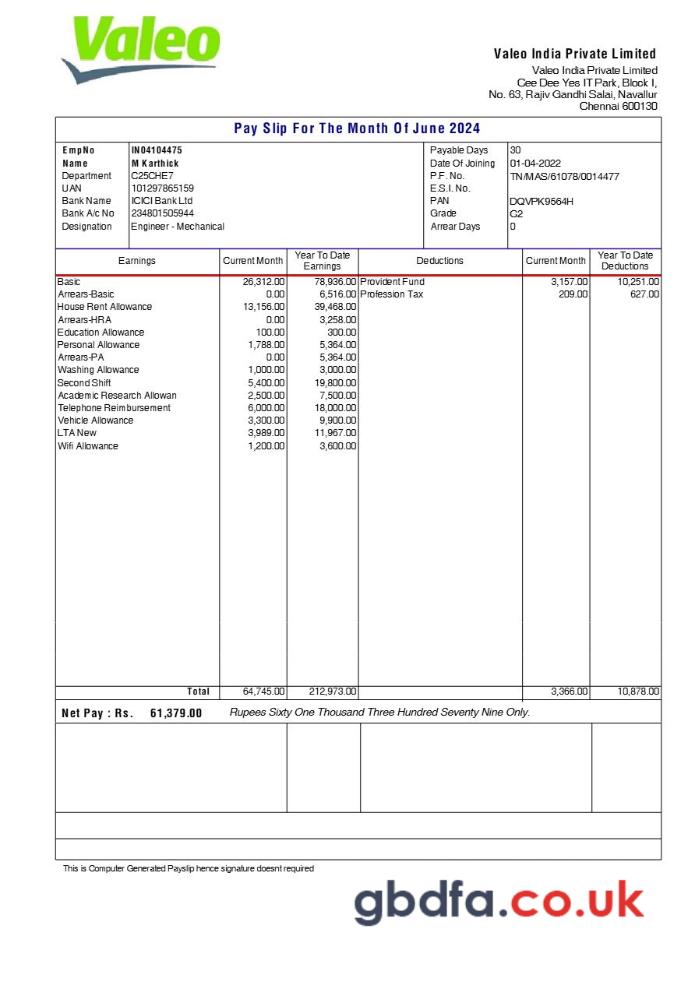 Valeo
Valeo India Private Limited
Valeo India Private Limited
Cee Dee Yes IT Park, Block I,
No. 63, Rajiv Gandhi Salai, Navallur
Chennai 600130
Pay Slip For The Month Of June 2024
EmpNo IN04104475 Payable Days 30
Name M Karthick Date Of Joining 01-04-2022
Department C25CHE7 P.F. No. TN/MAS/61078/0014477
UAN 101297865159 E.S.I. No.
Bank Name ICICI Bank Ltd PAN DQVPK9564H
Bank A/c No 234801505944 Grade G2
Designation Engineer - Mechanical Arrear Days 0
Earnings Current Month Year To Date Earnings Deductions Current Month Year To Date Deductions
Basic 26,312.00 78,936.00 Provident Fund 3,157.00 10,251.00
Arrears-Basic 0.00 6,516.00 Profession Tax 209.00 627.00
House Rent Allowance 13,156.00 39,468.00
Arrears-HRA 0.00 3,258.00
Education Allowance 100.00 300.00
Personal Allowance 1,788.00 5,364.00
Arrears-PA 0.00 5,364.00
Washing Allowance 1,000.00 3,000.00
Second Shift 5,400.00 19,800.00
Academic Research Allowan 2,500.00 7,500.00
Telephone Reimbursement 6,000.00 18,000.00
Vehicle Allowance 3,300.00 9,900.00
LTA New 3,989.00 11,967.00
Wifi Allowance 1,200.00 3,600.00
Total 64,745.00 212,973.00 3,366.00 10,878.00
Net Pay : Rs. 61,379.00 Rupees Sixty One Thousand Three Hundred Seventy Nine Only.
This is Computer Generated Payslip hence signature doesnt required
gbdfa.co.uk